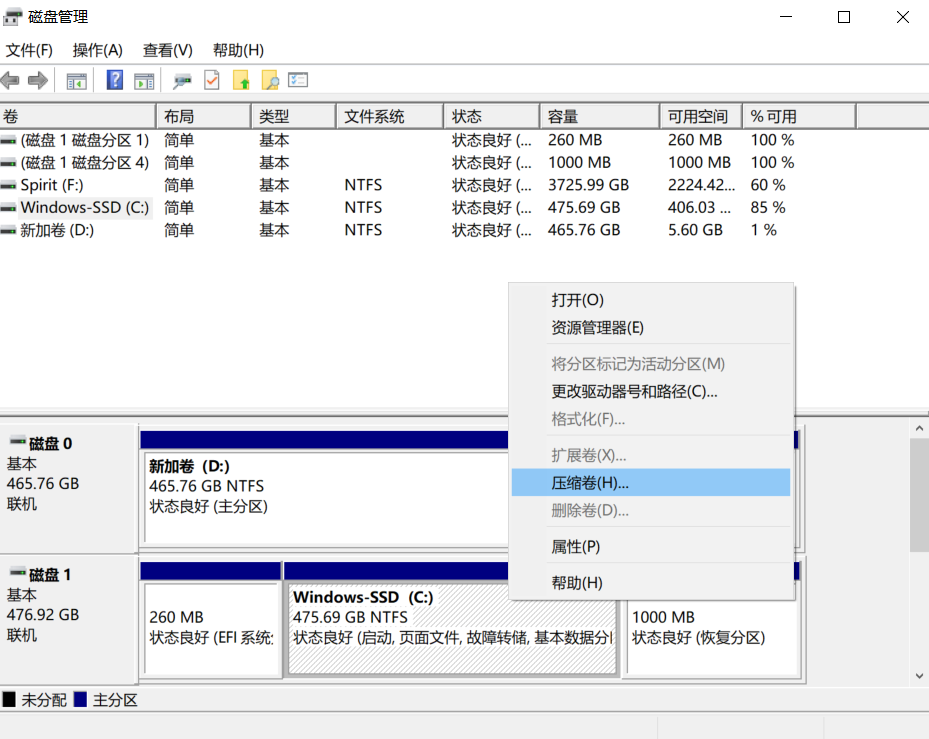 磁盘管理
文件(F) 操作(A) 查看(V) 帮助(H)
卷 布局 类型 文件系统 状态 容量 可用空间 % 可用
(磁盘 1 磁盘分区 1) 简单 基本 状态良好 (... 260 MB 260 MB 100 %
(磁盘 1 磁盘分区 4) 简单 基本 状态良好 (... 1000 MB 1000 MB 100 %
Spirit (F:) 简单 基本 NTFS 状态良好 (... 3725.99 GB 2224.42... 60 %
Windows-SSD (C:) 简单 基本 NTFS 状态良好 (... 475.69 GB 406.03 ... 85 %
新加卷 (D:) 简单 基本 NTFS 状态良好 (... 465.76 GB 5.60 GB 1 %
打开(O)
资源管理器(E)
将分区标记为活动分区(M)
更改驱动器号和路径(C)...
格式化(F)...
扩展卷(X)...
压缩卷(H)...
删除卷(D)...
属性(P)
帮助(H)
磁盘 0
基本
465.76 GB
联机
新加卷 (D:)
465.76 GB NTFS
状态良好 (主分区)
磁盘 1
基本
476.92 GB
联机
260 MB
状态良好 (EFI 系统
Windows-SSD (C:)
475.69 GB NTFS
状态良好 (启动, 页面文件, 故障转储, 基本数据分
1000 MB
状态良好 (恢复分区)
未分配 主分区